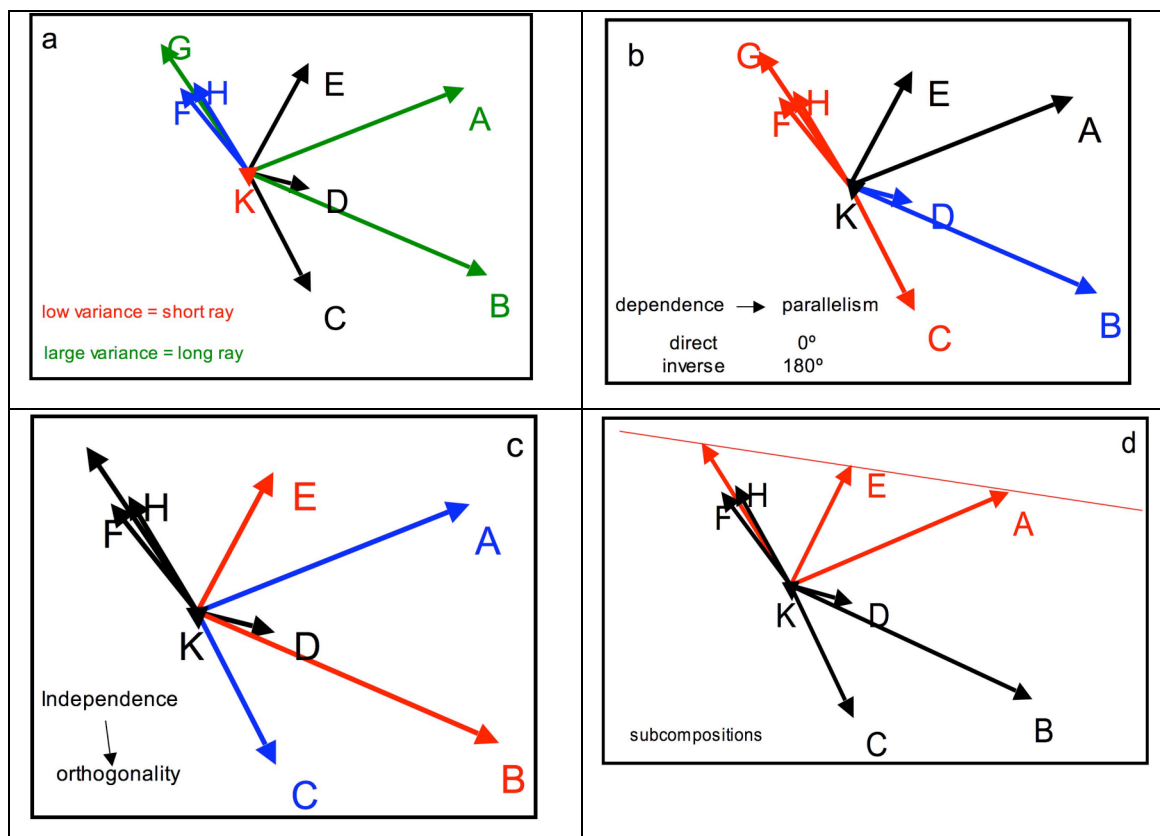 a
G
E
H
F
A
K
D
B
C
low variance = short ray
large variance = long ray
b
G
E
H
F
A
K
D
B
C
dependence → parallelism
direct 0º
inverse 180º
c
E
H
A
F
K
D
B
C
Independence
orthogonality
d
E
H
F
A
K
D
B
C
subcompositions